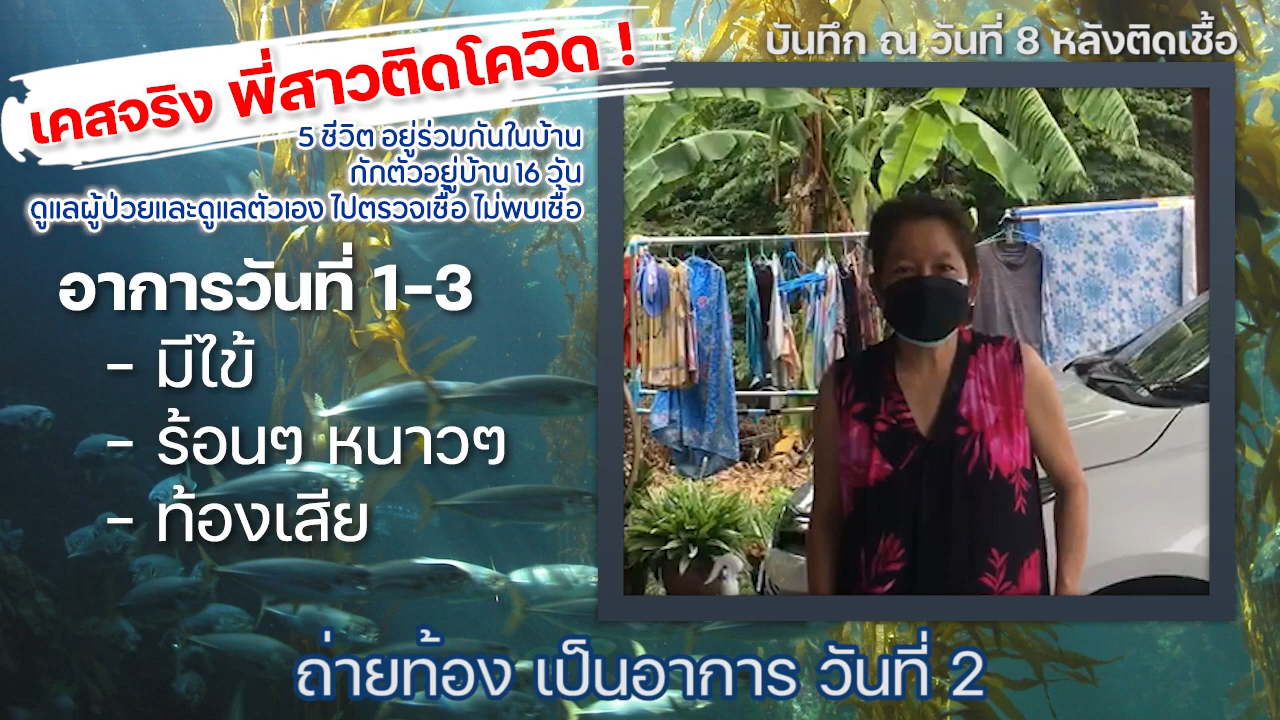 บันทึก ณ วันที่ 8 หลังติดเชื้อ
เคสจริง พี่สาวติดโควิด !
5 ชีวิต อยู่ร่วมกันในบ้าน
กักตัวอยู่บ้าน 16 วัน
ดูแลผู้ป่วยและดูแลตัวเอง ไปตรวจเชื้อ ไม่พบเชื้อ
อาการวันที่ 1-3
- มีไข้
- ร้อนๆ หนาวๆ
- ท้องเสีย
ถ่ายท้อง เป็นอาการ วันที่ 2